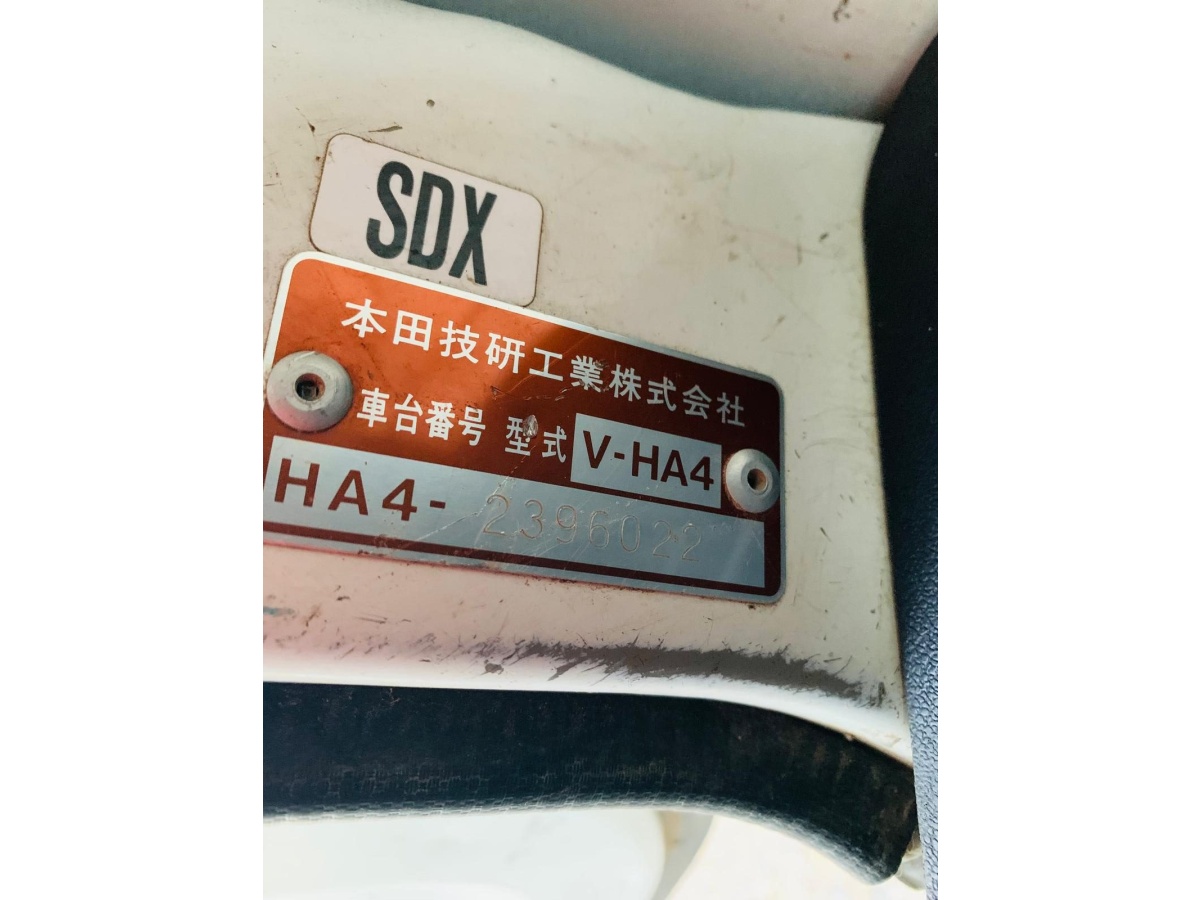 SDX
本田技研工業株式会社
車台番号 型式 V-HA4
HA4- 2396022